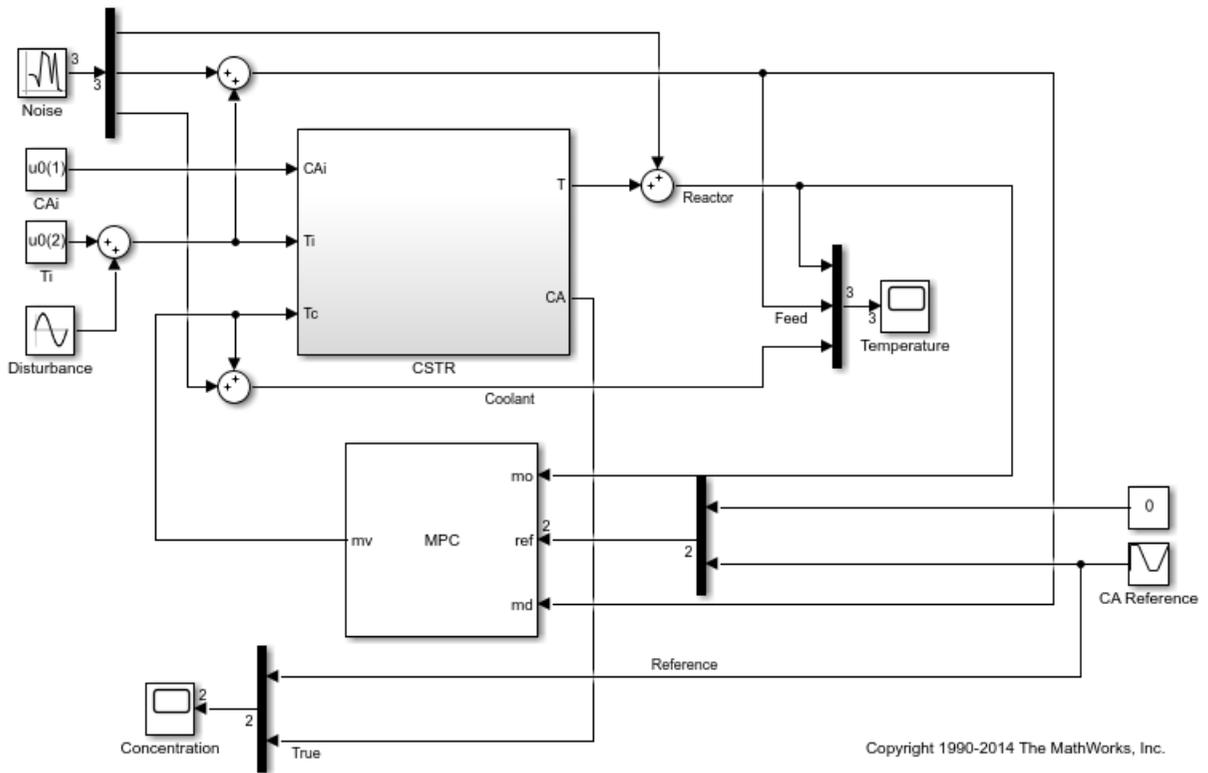 3
3
Noise
u0(1)
CAi
CAi
T
Reactor
u0(2)
Ti
Ti
CA
3
3
Feed
Temperature
Disturbance
Tc
CSTR
Coolant
mo
0
mv
MPC
ref
2
2
CA Reference
md
Reference
2
2
Concentration
True
Copyright 1990-2014 The MathWorks, Inc.